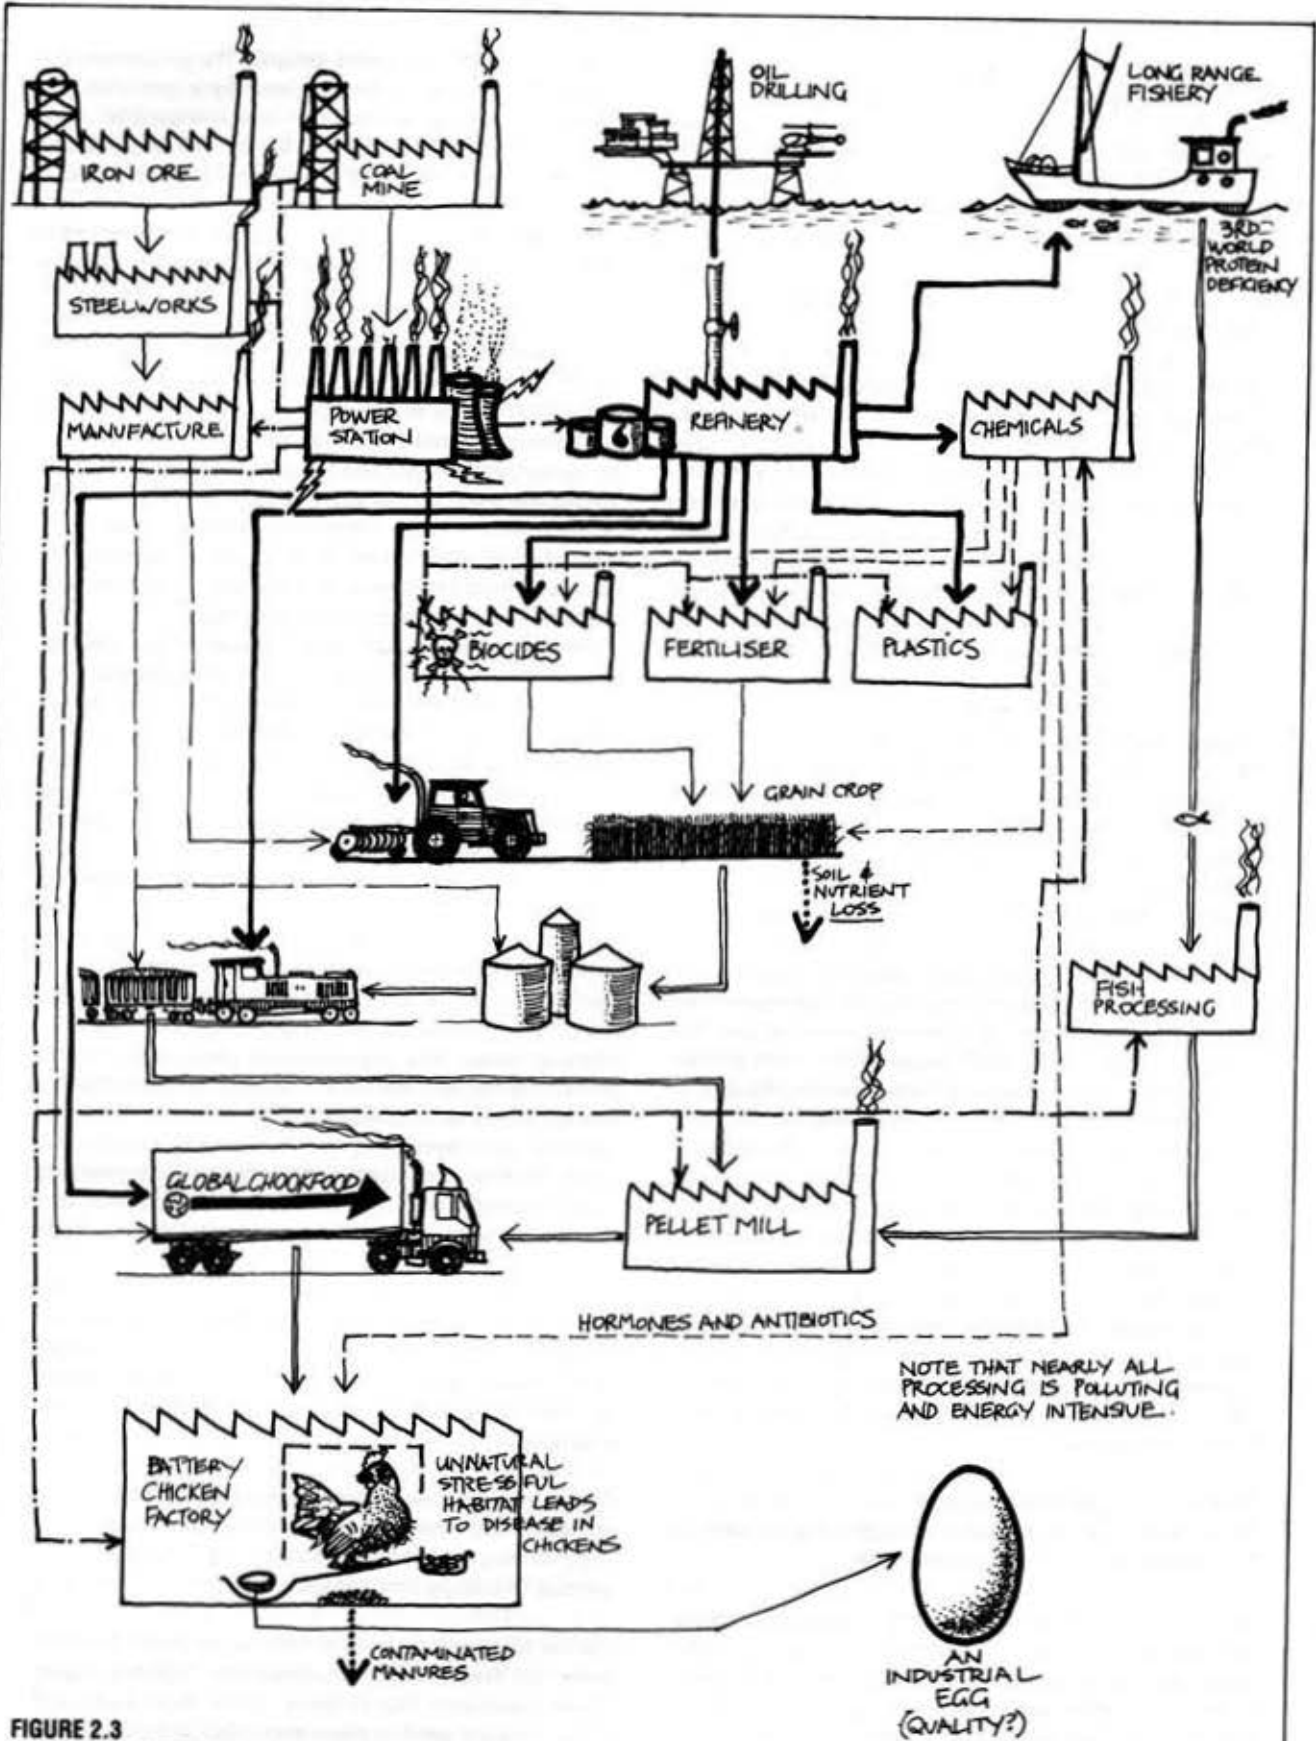 OIL
DRILLING
LONG RANGE
FISHERY
IRON ORE
COAL
MINE
3RD
WORLD
PROTEIN
DEFICIENCY
STEELWORKS
MANUFACTURE
POWER
STATION
6
REFINERY.
CHEMICALS
BIOCIDES
FERTILISER
PLASTICS
GRAIN CROP
SOIL &
NUTRIENT
LOSS
FISH
PROCESSING
GLOBAL CHOOKFOOD
PELLET MILL
HORMONES AND ANTIBIOTICS
NOTE THAT NEARLY ALL
PROCESSING IS POLLUTING
AND ENERGY INTENSIVE.
BATTERY
CHICKEN
FACTORY
UNNATURAL
STRESSFUL
HABITAT LEADS
TO DISEASE IN
CHICKENS
CONTAMINATED
MANURES
AN
INDUSTRIAL
EGG
(QUALITY?)
FIGURE 2.3